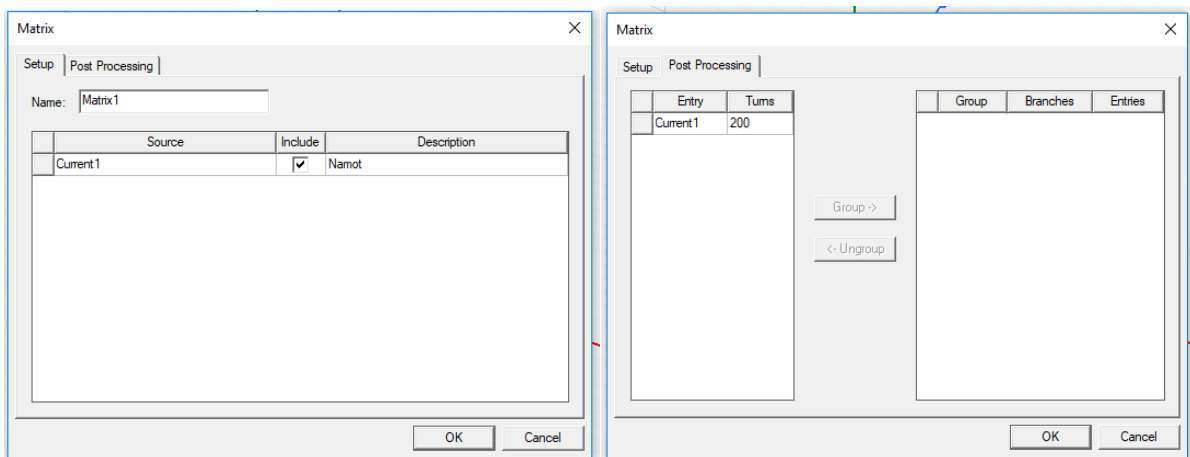 Matrix
Setup Post Processing
Name: Matrix1
Source Include Description
Current1 Namot
OK Cancel
Matrix
Setup Post Processing
Entry Turns
Current1 200
Group ->
<- Ungroup
Group Branches Entries
OK Cancel